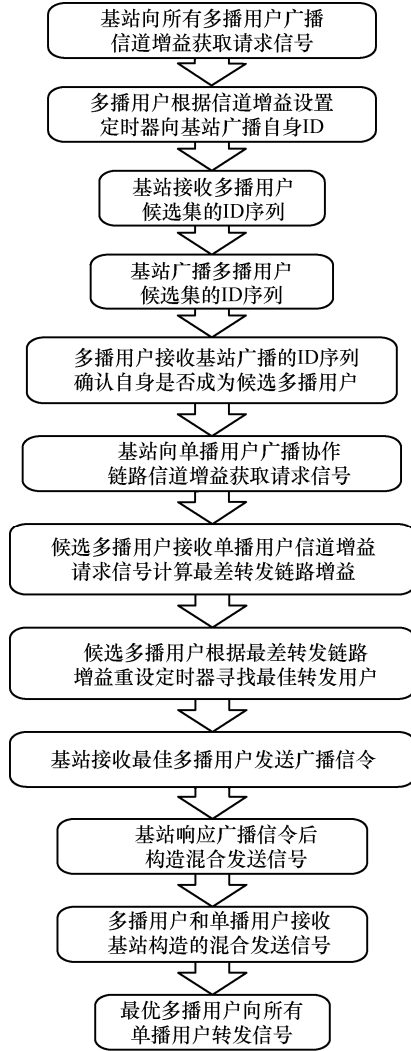 基站向所有多播用户广播
信道增益获取请求信号
多播用户根据信道增益设置
定时器向基站广播自身ID
基站接收多播用户
候选集的ID序列
基站广播多播用户
候选集的ID序列
多播用户接收基站广播的ID序列
确认自身是否成为候选多播用户
基站向单播用户广播协作
链路信道增益获取请求信号
候选多播用户接收单播用户信道增益
请求信号计算最差转发链路增益
候选多播用户根据最差转发链路
增益重设定时器寻找最佳转发用户
基站接收最佳多播用户发送广播信令
基站响应广播信令后
构造混合发送信号
多播用户和单播用户接收
基站构造的混合发送信号
最优多播用户向所有
单播用户转发信号